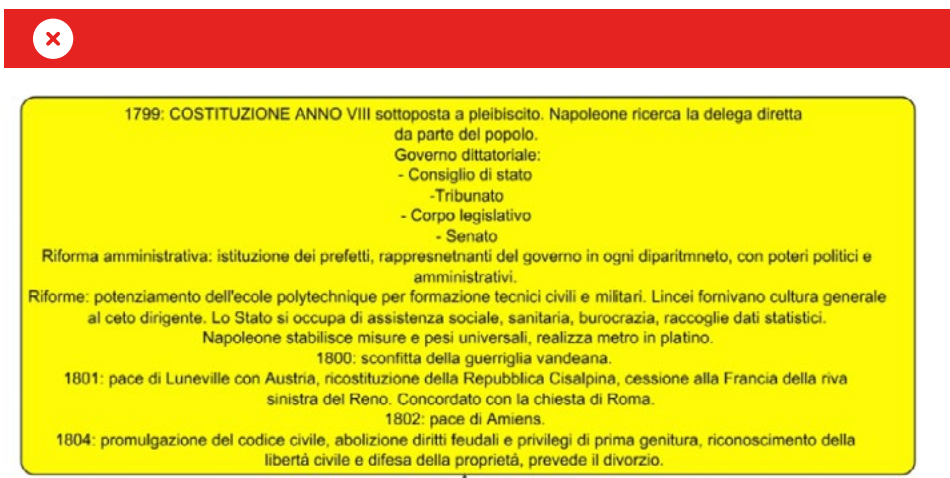 1799: COSTITUZIONE ANNO VIII sottoposta a pleibiscito. Napoleone ricerca la delega diretta
da parte del popolo.
Governo dittatoriale:
- Consiglio di stato
-Tribunato
- Corpo legislativo
- Senato
Riforma amministrativa: istituzione dei prefetti, rappresnetnanti del governo in ogni diparitmneto, con poteri politici e
amministrativi.
Riforme: potenziamento dell'ecole polytechnique per formazione tecnici civili e militari. Lincei fornivano cultura generale
al ceto dirigente. Lo Stato si occupa di assistenza sociale, sanitaria, burocrazia, raccoglie dati statistici.
Napoleone stabilisce misure e pesi universali, realizza metro in platino.
1800: sconfitta della guerriglia vandeana.
1801: pace di Luneville con Austria, ricostituzione della Repubblica Cisalpina, cessione alla Francia della riva
sinistra del Reno. Concordato con la chiesta di Roma.
1802: pace di Amiens.
1804: promulgazione del codice civile, abolizione diritti feudali e privilegi di prima genitura, riconoscimento della
libertà civile e difesa della proprietà, prevede il divorzio.